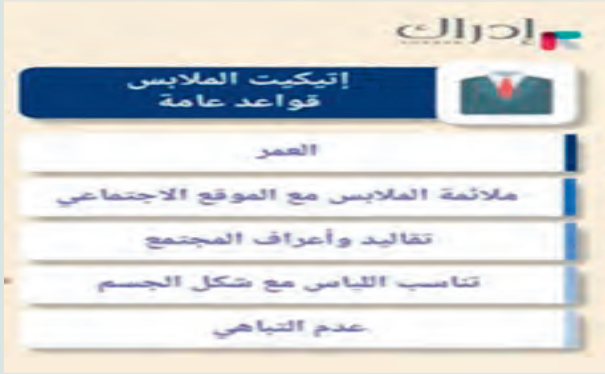 إدراك
إتيكيت الملابس
قواعد عامة
العمر
ملائمة الملابس مع الموقع الاجتماعي
تقاليد وأعراف المجتمع
تناسب اللباس مع شكل الجسم
عدم التباهي